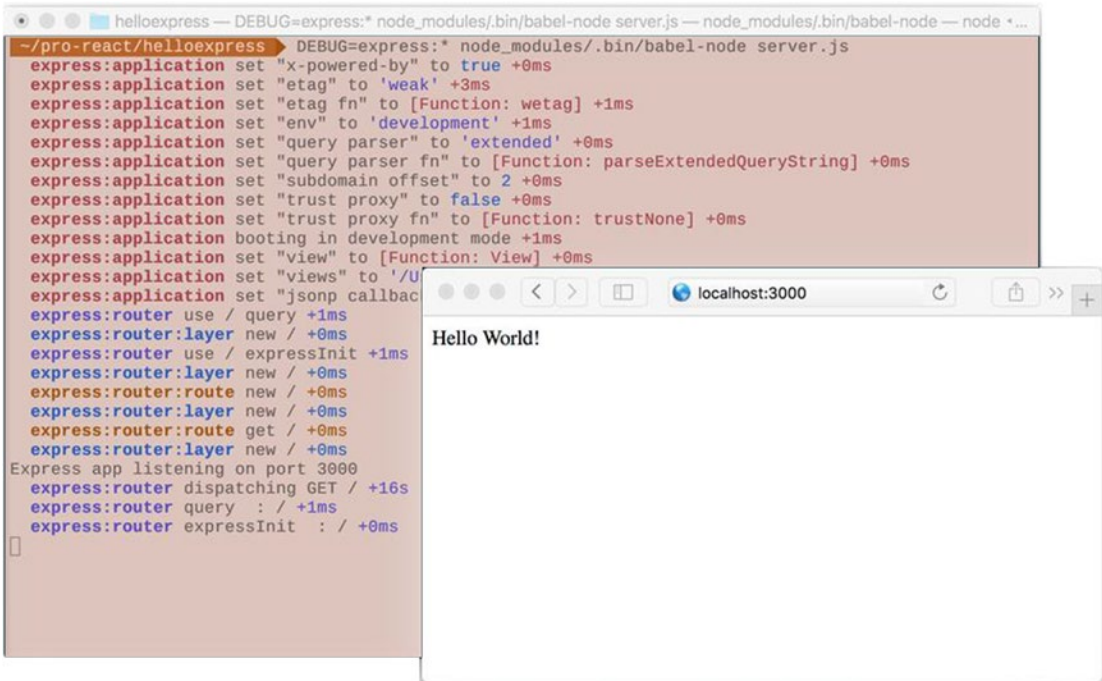 helloexpress — DEBUG=express:* node_modules/.bin/babel-node server.js — node_modules/.bin/babel-node — node
~/pro-react/helloexpress DEBUG=express:* node_modules/.bin/babel-node server.js
express:application set "x-powered-by" to true +0ms
express:application set "etag" to 'weak' +3ms
express:application set "etag fn" to [Function: wetag] +1ms
express:application set "env" to 'development' +1ms
express:application set "query parser" to 'extended' +0ms
express:application set "query parser fn" to [Function: parseExtendedQueryString] +0ms
express:application set "subdomain offset" to 2 +0ms
express:application set "trust proxy" to false +0ms
express:application set "trust proxy fn" to [Function: trustNone] +0ms
express:application booting in development mode +1ms
express:application set "view" to [Function: View] +0ms
express:application set "views" to '/U
express:application set "jsonp callbac
express:router use / query +1ms
express:router:layer new / +0ms
express:router use / expressInit +1ms
express:router:layer new / +0ms
express:router:route new / +0ms
express:router:layer new / +0ms
express:router:route get / +0ms
express:router:layer new / +0ms
Express app listening on port 3000
express:router dispatching GET / +16s
express:router query  : / +1ms
express:router expressInit  : / +0ms
localhost:3000
Hello World!